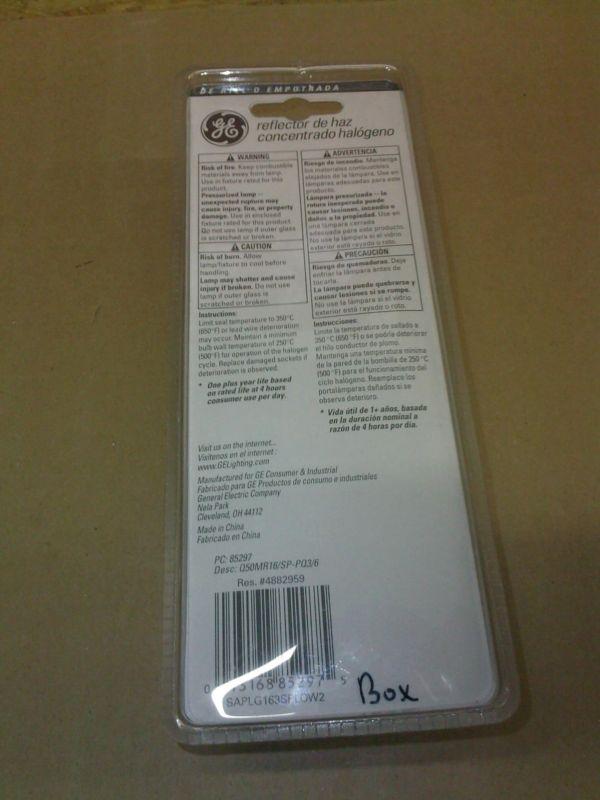 DE RIEL O EMPOTRADA
GE
reflector de haz
concentrado halógeno
WARNING
Risk of fire. Keep combustible
materials away from lamp.
Use in fixture rated for this
product.
Pressurized lamp --
unexpected rupture may
cause injury, fire, or property
damage. Use in enclosed
fixture rated for this product.
Do not use lamp if outer glass
is scratched or broken.
CAUTION
Risk of burn. Allow
lamp/fixture to cool before
handling.
Lamp may shatter and cause
injury if broken. Do not use
lamp if outer glass is
scratched or broken.
Instructions:
Limit seal temperature to 350°C
(650°F) or lead wire deterioration
may occur. Maintain a minimum
bulb wall temperature of 250°C
(500°F) for operation of the halogen
cycle. Replace damaged sockets if
deterioration is observed.
* One plus year life based
on rated life at 4 hours
consumer use per day.
ADVERTENCIA
Riesgo de incendio. Mantenga
los materiales combustibles
alejados de la lámpara. Use en
lámparas adecuadas para este
producto.
Lámpara presurizada -- la
rotura inesperada puede
causar lesiones, incendio o
daños a la propiedad. Use en
una lámpara cerrada
adecuada para este producto.
No use la lámpara si el vidrio
exterior está rayado o roto.
PRECAUCIÓN
Riesgo de quemaduras. Deje
enfriar la lámpara antes de
tocarla.
La lámpara puede quebrarse y
causar lesiones si se rompe.
No use la lámpara si el vidrio
exterior está rayado o roto.
Instrucciones:
Limite la temperatura de sellado a
350°C (650°F) o se podría deteriorar
el hilo conductor de plomo.
Mantenga una temperatura mínima
de la pared de la bombilla de 250°C
(500°F) para el funcionamiento del
ciclo halógeno. Reemplace los
portalámparas dañados si se
observa deterioro.
* Vida útil de 1+ años, basada
en la duración nominal a
razón de 4 horas por día.
Visit us on the internet...
Visítenos en el internet:
www.GELighting.com
Manufactured for GE Consumer & Industrial
Fabricado para GE Productos de consumo e industriales
General Electric Company
Nela Park
Cleveland, OH 44112
Made in China
Fabricado en China
PC: 85297
Desc: Q50MR16/SP-PQ3/6
Res. #4882959
0 43168 85297 5
Box